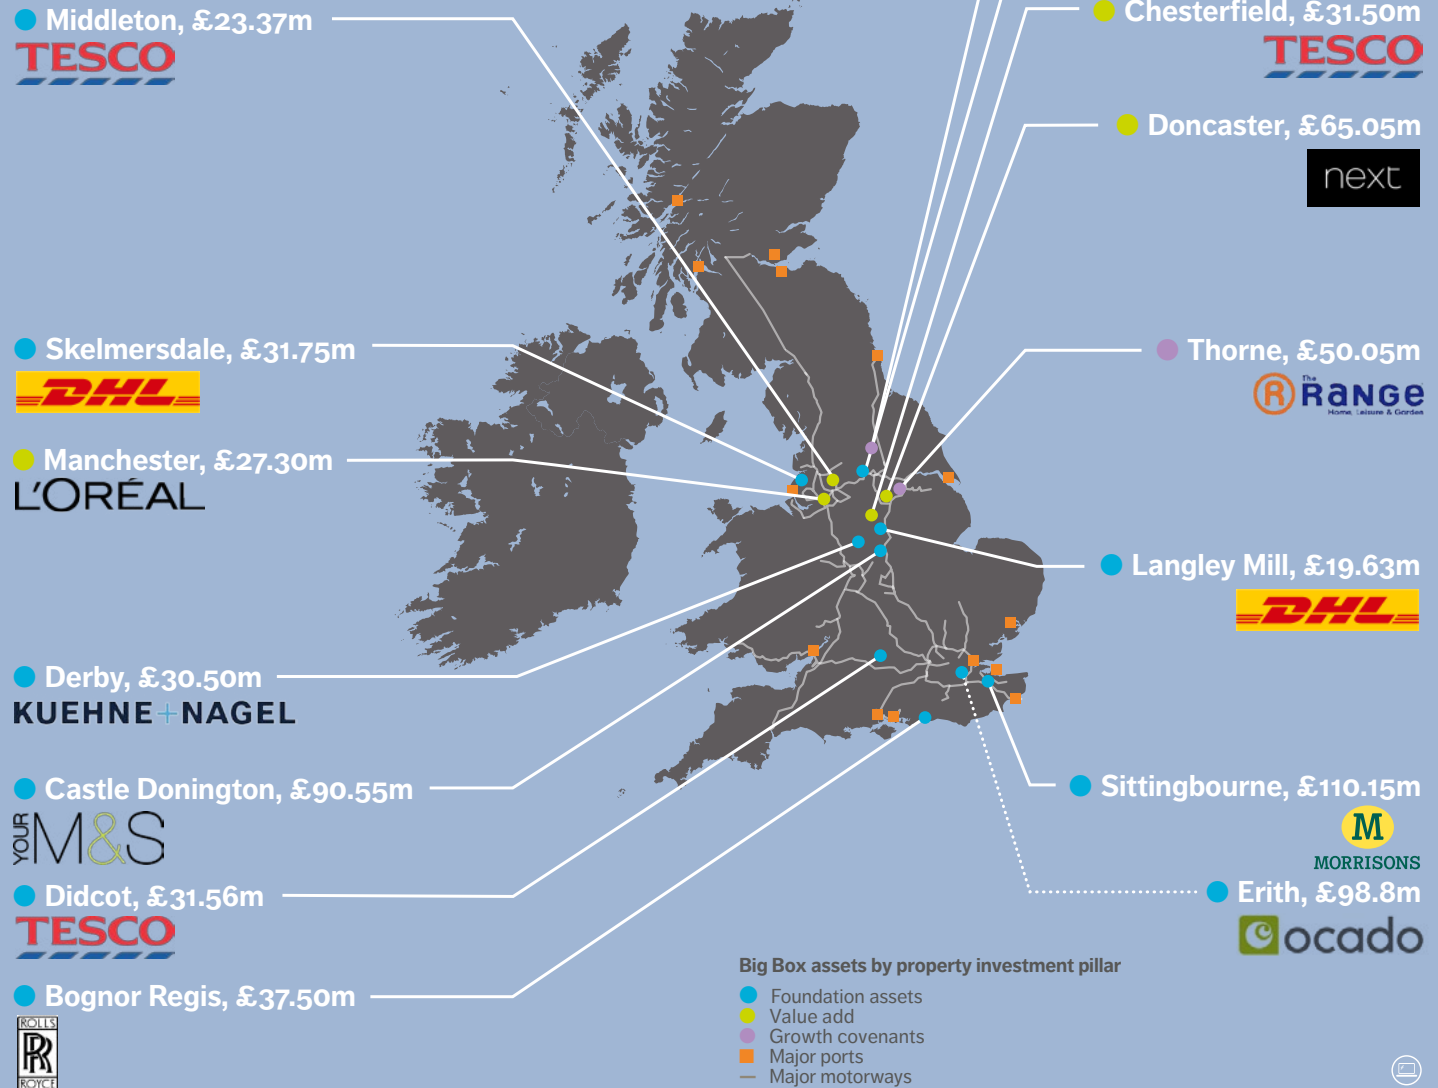 Middleton, £23.37m
TESCO
Skelmersdale, £31.75m
DHL
Manchester, £27.30m
L'ORÉAL
Derby, £30.50m
KUEHNE+NAGEL
Castle Donington, £90.55m
YOUR M&S
Didcot, £31.56m
TESCO
Bognor Regis, £37.50m
ROLLS
RR
ROYCE
Chesterfield, £31.50m
TESCO
Doncaster, £65.05m
next
Thorne, £50.05m
The
RANGE
Home, Leisure & Garden
Langley Mill, £19.63m
DHL
Sittingbourne, £110.15m
M
MORRISONS
Erith, £98.8m
ocado
Big Box assets by property investment pillar
Foundation assets
Value add
Growth covenants
Major ports
Major motorways